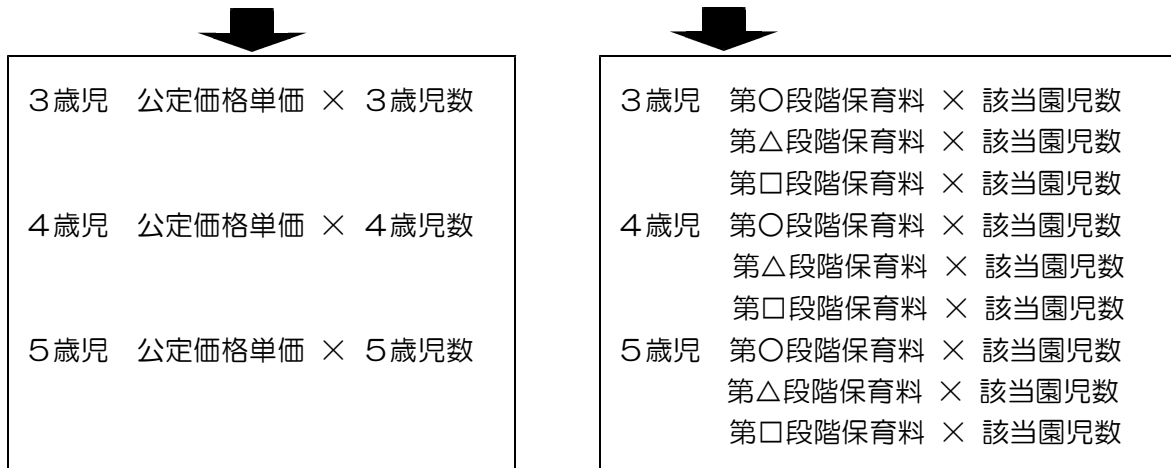 3歳児 公定価格単価 × 3歳児数
4歳児 公定価格単価 × 4歳児数
5歳児 公定価格単価 × 5歳児数
3歳児 第〇段階保育料 × 該当園児数
第△段階保育料 × 該当園児数
第□段階保育料 × 該当園児数
4歳児 第〇段階保育料 × 該当園児数
第△段階保育料 × 該当園児数
第□段階保育料 × 該当園児数
5歳児 第〇段階保育料 × 該当園児数
第△段階保育料 × 該当園児数
第□段階保育料 × 該当園児数